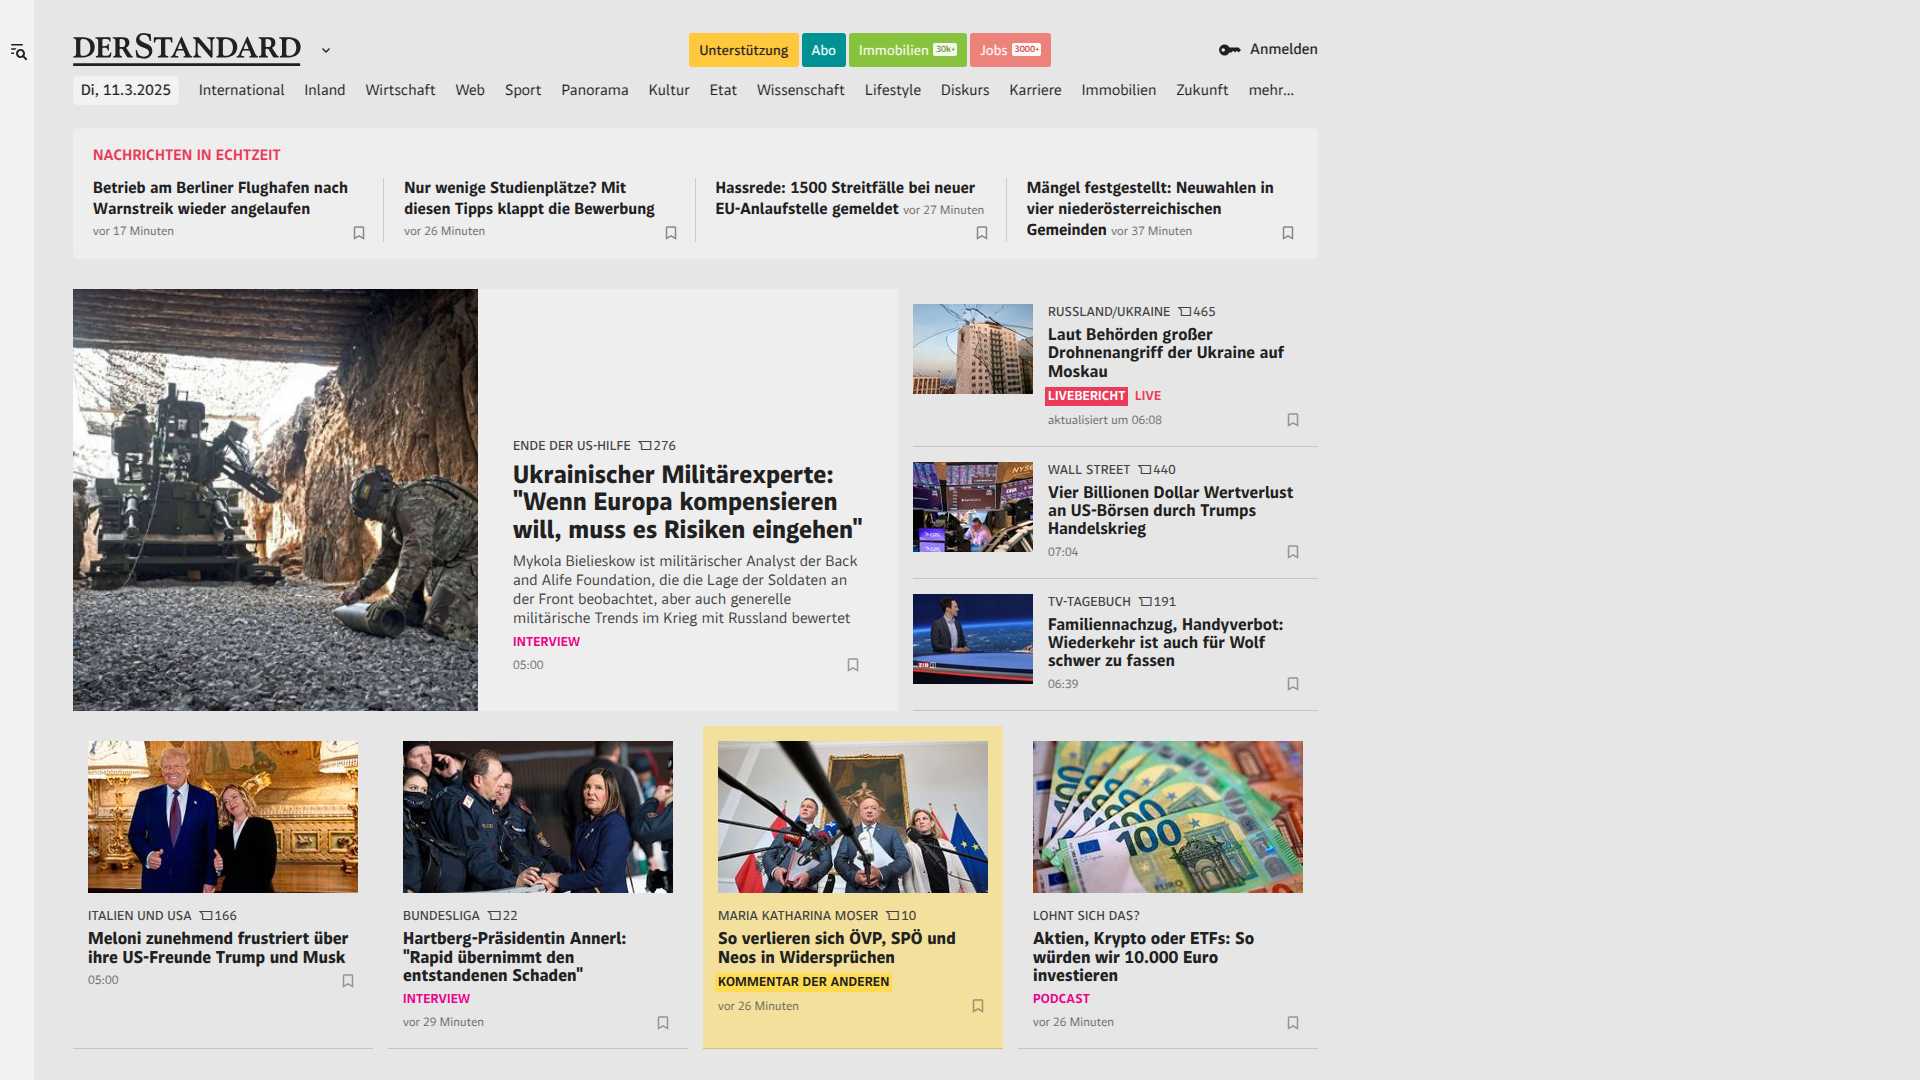 DERSTANDARD
Unterstützung Abo Immobilien 30k+ Jobs 3000+
Anmelden
Di, 11.3.2025 International Inland Wirtschaft Web Sport Panorama Kultur Etat Wissenschaft Lifestyle Diskurs Karriere Immobilien Zukunft mehr...
NACHRICHTEN IN ECHTZEIT
Betrieb am Berliner Flughafen nach
Warnstreik wieder angelaufen
vor 17 Minuten
Nur wenige Studienplätze? Mit
diesen Tipps klappt die Bewerbung
vor 26 Minuten
Hassrede: 1500 Streitfälle bei neuer
EU-Anlaufstelle gemeldet vor 27 Minuten
Mängel festgestellt: Neuwahlen in
vier niederösterreichischen
Gemeinden vor 37 Minuten
ENDE DER US-HILFE 276
Ukrainischer Militärexperte:
"Wenn Europa kompensieren
will, muss es Risiken eingehen"
Mykola Bielieskow ist militärischer Analyst der Back
and Alife Foundation, die die Lage der Soldaten an
der Front beobachtet, aber auch generelle
militärische Trends im Krieg mit Russland bewertet
INTERVIEW
05:00
RUSSLAND/UKRAINE 465
Laut Behörden großer
Drohnenangriff der Ukraine auf
Moskau
LIVEBERICHT LIVE
aktualisiert um 06:08
WALL STREET 440
Vier Billionen Dollar Wertverlust
an US-Börsen durch Trumps
Handelskrieg
07:04
TV-TAGEBUCH 191
Familiennachzug, Handyverbot:
Wiederkehr ist auch für Wolf
schwer zu fassen
06:39
ITALIEN UND USA 166
Meloni zunehmend frustriert über
ihre US-Freunde Trump und Musk
05:00
BUNDESLIGA 22
Hartberg-Präsidentin Annerl:
"Rapid übernimmt den
entstandenen Schaden"
INTERVIEW
vor 29 Minuten
MARIA KATHARINA MOSER 10
So verlieren sich ÖVP, SPÖ und
Neos in Widersprüchen
KOMMENTAR DER ANDEREN
vor 26 Minuten
100
EURO
LOHNT SICH DAS?
Aktien, Krypto oder ETFs: So
würden wir 10.000 Euro
investieren
PODCAST
vor 26 Minuten